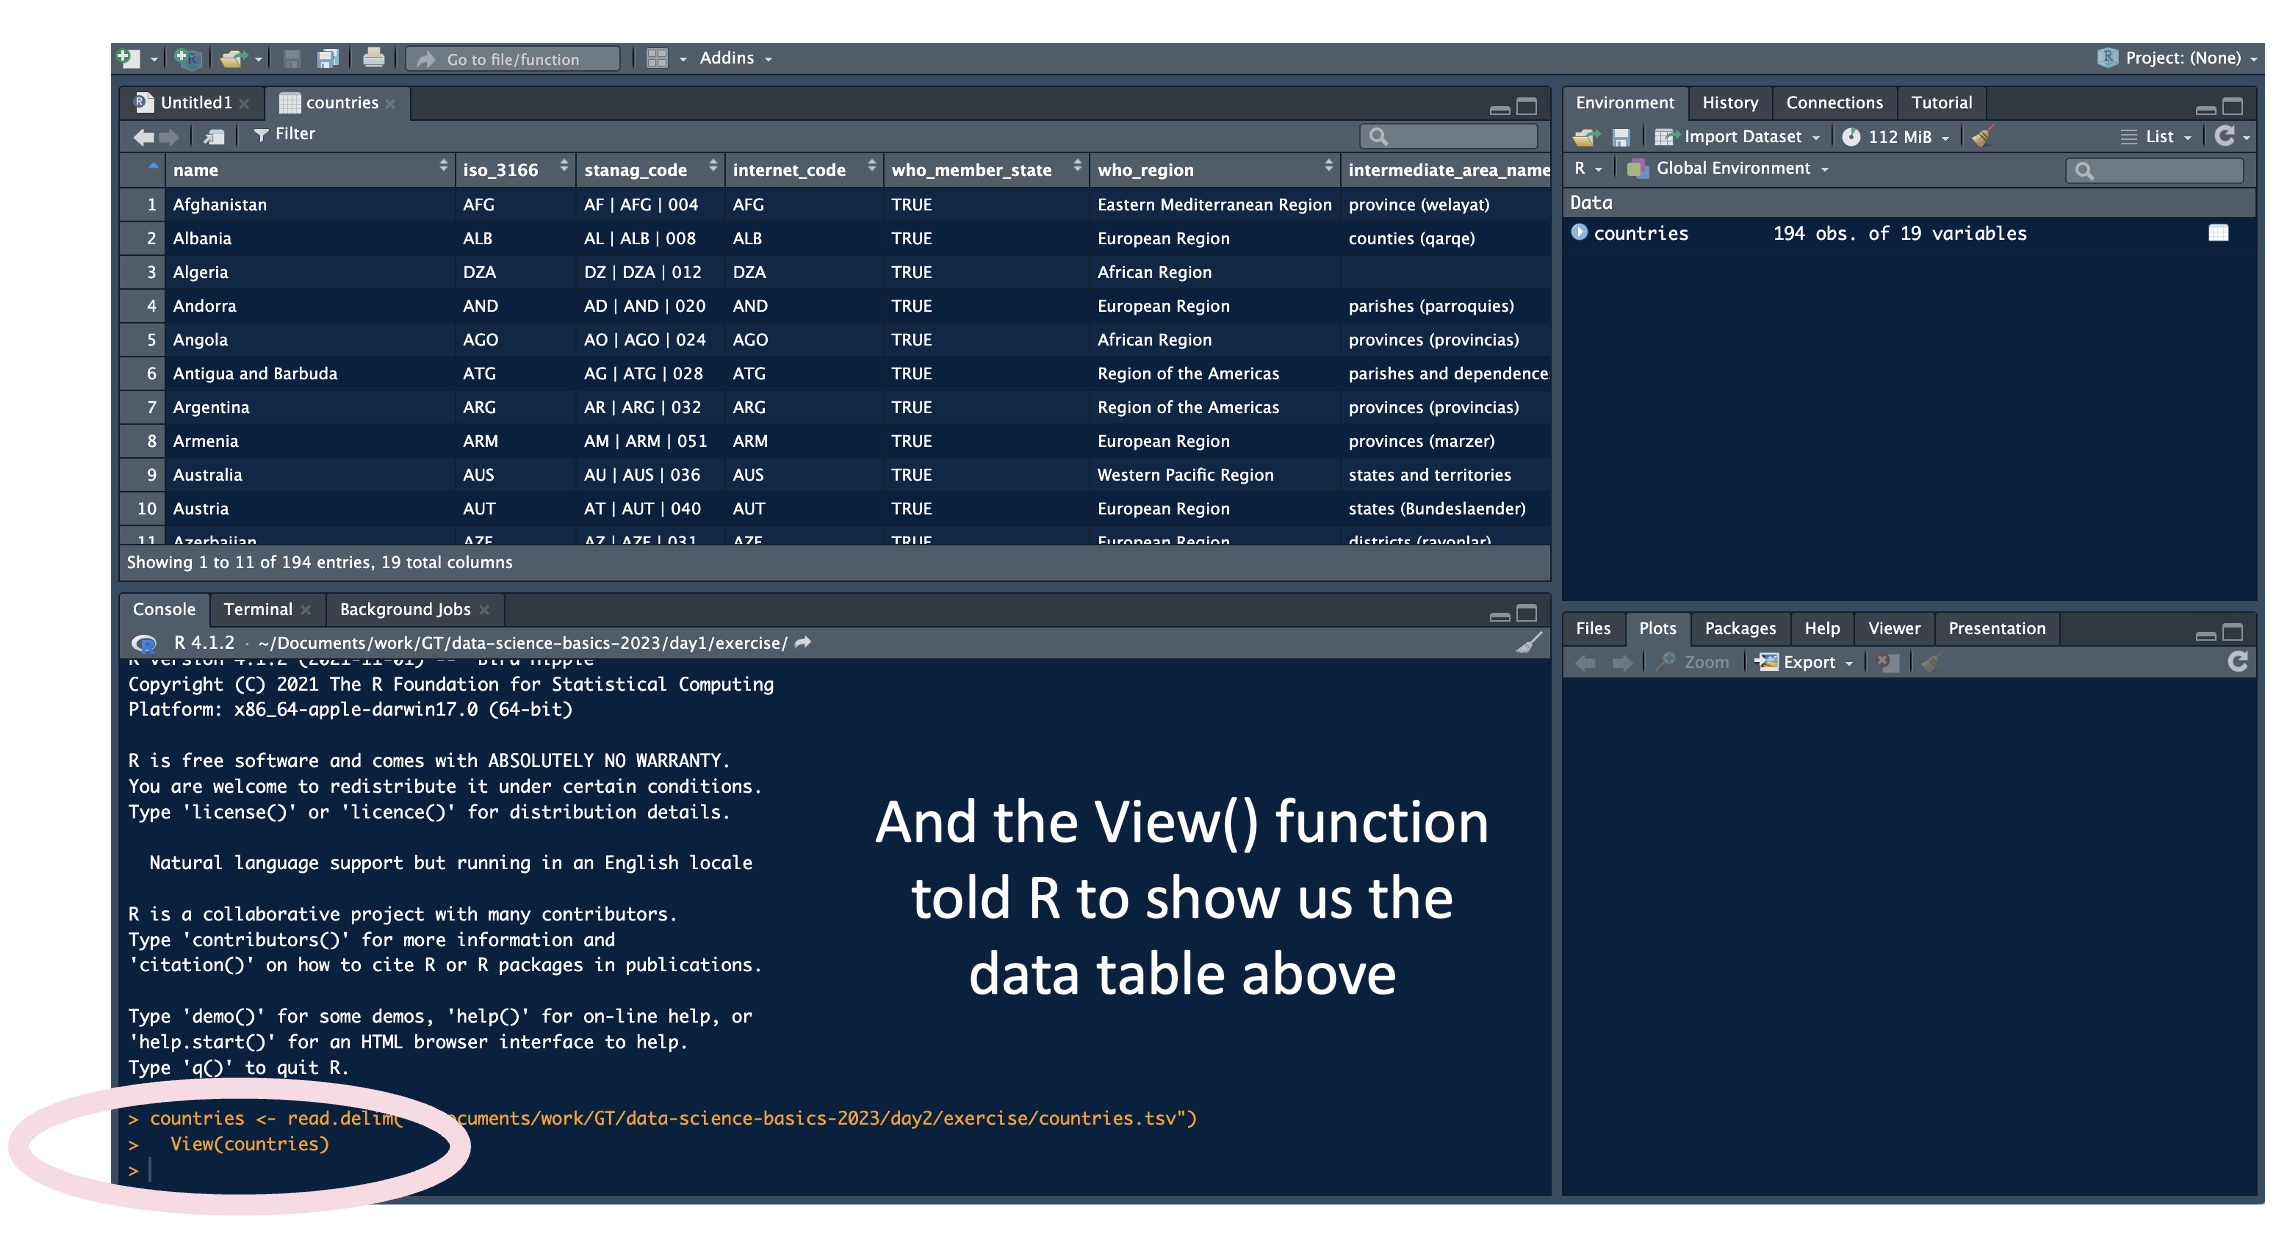 Go to file/function Addins Project: (None)
Untitled1 countries
Filter
name iso_3166 stanag_code internet_code who_member_state who_region intermediate_area_name
1 Afghanistan AFG AF | AFG | 004 AFG TRUE Eastern Mediterranean Region province (welayat)
2 Albania ALB AL | ALB | 008 ALB TRUE European Region counties (qarqe)
3 Algeria DZA DZ | DZA | 012 DZA TRUE African Region
4 Andorra AND AD | AND | 020 AND TRUE European Region parishes (parroquies)
5 Angola AGO AO | AGO | 024 AGO TRUE African Region provinces (provincias)
6 Antigua and Barbuda ATG AG | ATG | 028 ATG TRUE Region of the Americas parishes and dependence
7 Argentina ARG AR | ARG | 032 ARG TRUE Region of the Americas provinces (provincias)
8 Armenia ARM AM | ARM | 051 ARM TRUE European Region provinces (marzer)
9 Australia AUS AU | AUS | 036 AUS TRUE Western Pacific Region states and territories
10 Austria AUT AT | AUT | 040 AUT TRUE European Region states (Bundeslaender)
11 Azerbaijan AZE AZ | AZE | 031 AZE TRUE European Region districts (rayonlar)
Showing 1 to 11 of 194 entries, 19 total columns
Console Terminal Background Jobs
R 4.1.2 · ~/Documents/work/GT/data-science-basics-2023/day1/exercise/
R version 4.1.2 (2021-11-01) -- "Bird Hippie"
Copyright (C) 2021 The R Foundation for Statistical Computing
Platform: x86_64-apple-darwin17.0 (64-bit)
R is free software and comes with ABSOLUTELY NO WARRANTY.
You are welcome to redistribute it under certain conditions.
Type 'license()' or 'licence()' for distribution details.
Natural language support but running in an English locale
R is a collaborative project with many contributors.
Type 'contributors()' for more information and
'citation()' on how to cite R or R packages in publications.
Type 'demo()' for some demos, 'help()' for on-line help, or
'help.start()' for an HTML browser interface to help.
Type 'q()' to quit R.
> countries <- read.delim( ocuments/work/GT/data-science-basics-2023/day2/exercise/countries.tsv")
> View(countries)
>
And the View() function
told R to show us the
data table above
Environment History Connections Tutorial
Import Dataset 112 MiB List
R Global Environment
Data
countries 194 obs. of 19 variables
Files Plots Packages Help Viewer Presentation
Zoom Export